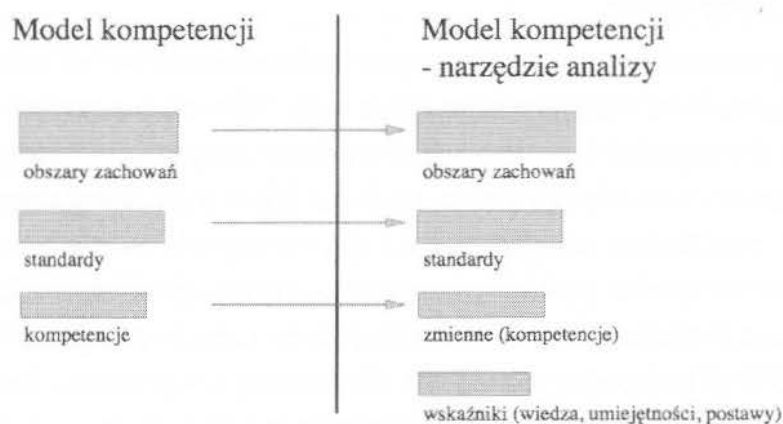 Model kompetencji
obszary zachowań
standardy
kompetencje
Model kompetencji
- narzędzie analizy
obszary zachowań
standardy
zmienne (kompetencje)
wskaźniki (wiedza, umiejętności, postawy)